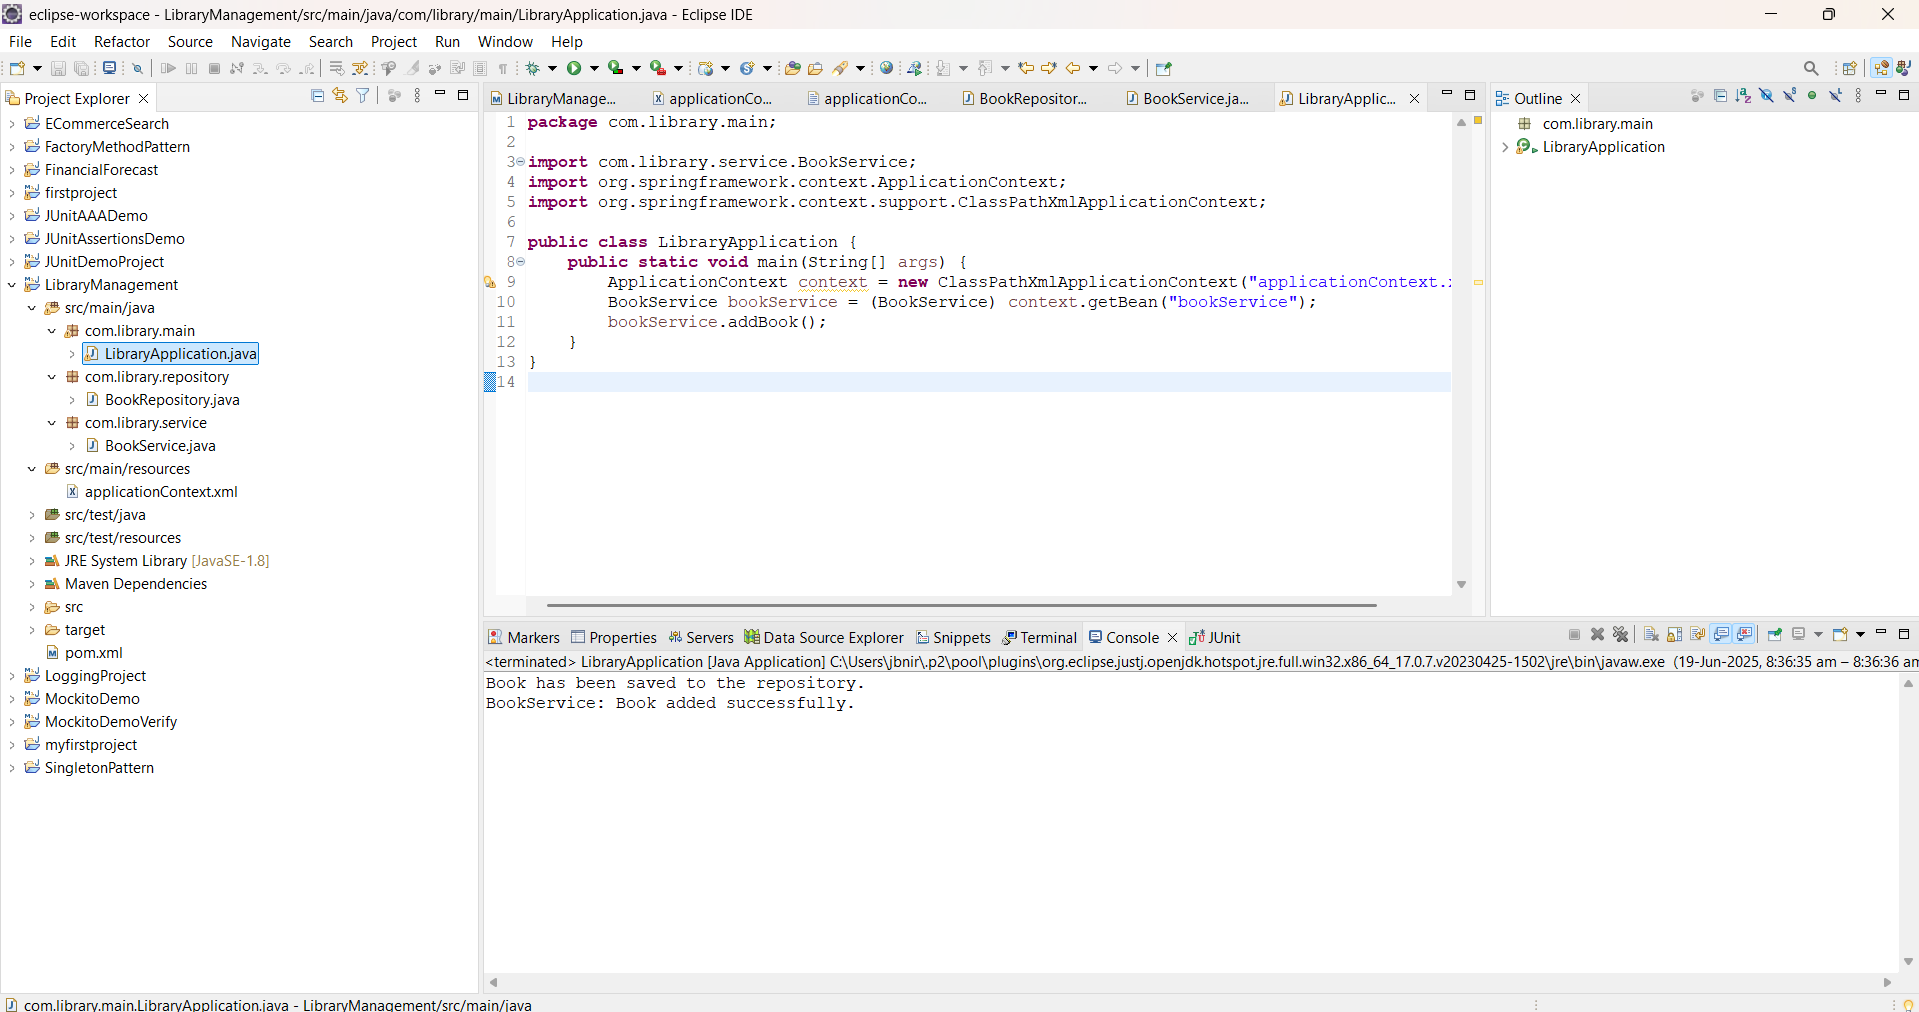 eclipse-workspace - LibraryManagement/src/main/java/com/library/main/LibraryApplication.java - Eclipse IDE
File Edit Refactor Source Navigate Search Project Run Window Help
Project Explorer
ECommerceSearch
FactoryMethodPattern
FinancialForecast
firstproject
JUnitAAADemo
JUnitAssertionsDemo
JUnitDemoProject
LibraryManagement
src/main/java
com.library.main
LibraryApplication.java
com.library.repository
BookRepository.java
com.library.service
BookService.java
src/main/resources
applicationContext.xml
src/test/java
src/test/resources
JRE System Library [JavaSE-1.8]
Maven Dependencies
src
target
pom.xml
LoggingProject
MockitoDemo
MockitoDemoVerify
myfirstproject
SingletonPattern
LibraryManage... applicationCo... applicationCo... BookRepositor... BookService.ja... LibraryApplic...
1 package com.library.main;
2
3 import com.library.service.BookService;
4 import org.springframework.context.ApplicationContext;
5 import org.springframework.context.support.ClassPathXmlApplicationContext;
6
7 public class LibraryApplication {
8     public static void main(String[] args) {
9         ApplicationContext context = new ClassPathXmlApplicationContext("applicationContext.
10         BookService bookService = (BookService) context.getBean("bookService");
11         bookService.addBook();
12     }
13 }
14
Outline
com.library.main
LibraryApplication
Markers Properties Servers Data Source Explorer Snippets Terminal Console JUnit
<terminated> LibraryApplication [Java Application] C:\Users\jbnir\.p2\pool\plugins\org.eclipse.justj.openjdk.hotspot.jre.full.win32.x86_64_17.0.7.v20230425-1502\jre\bin\javaw.exe (19-Jun-2025, 8:36:35 am – 8:36:36 am
Book has been saved to the repository.
BookService: Book added successfully.
com.library.main.LibraryApplication.java - LibraryManagement/src/main/java